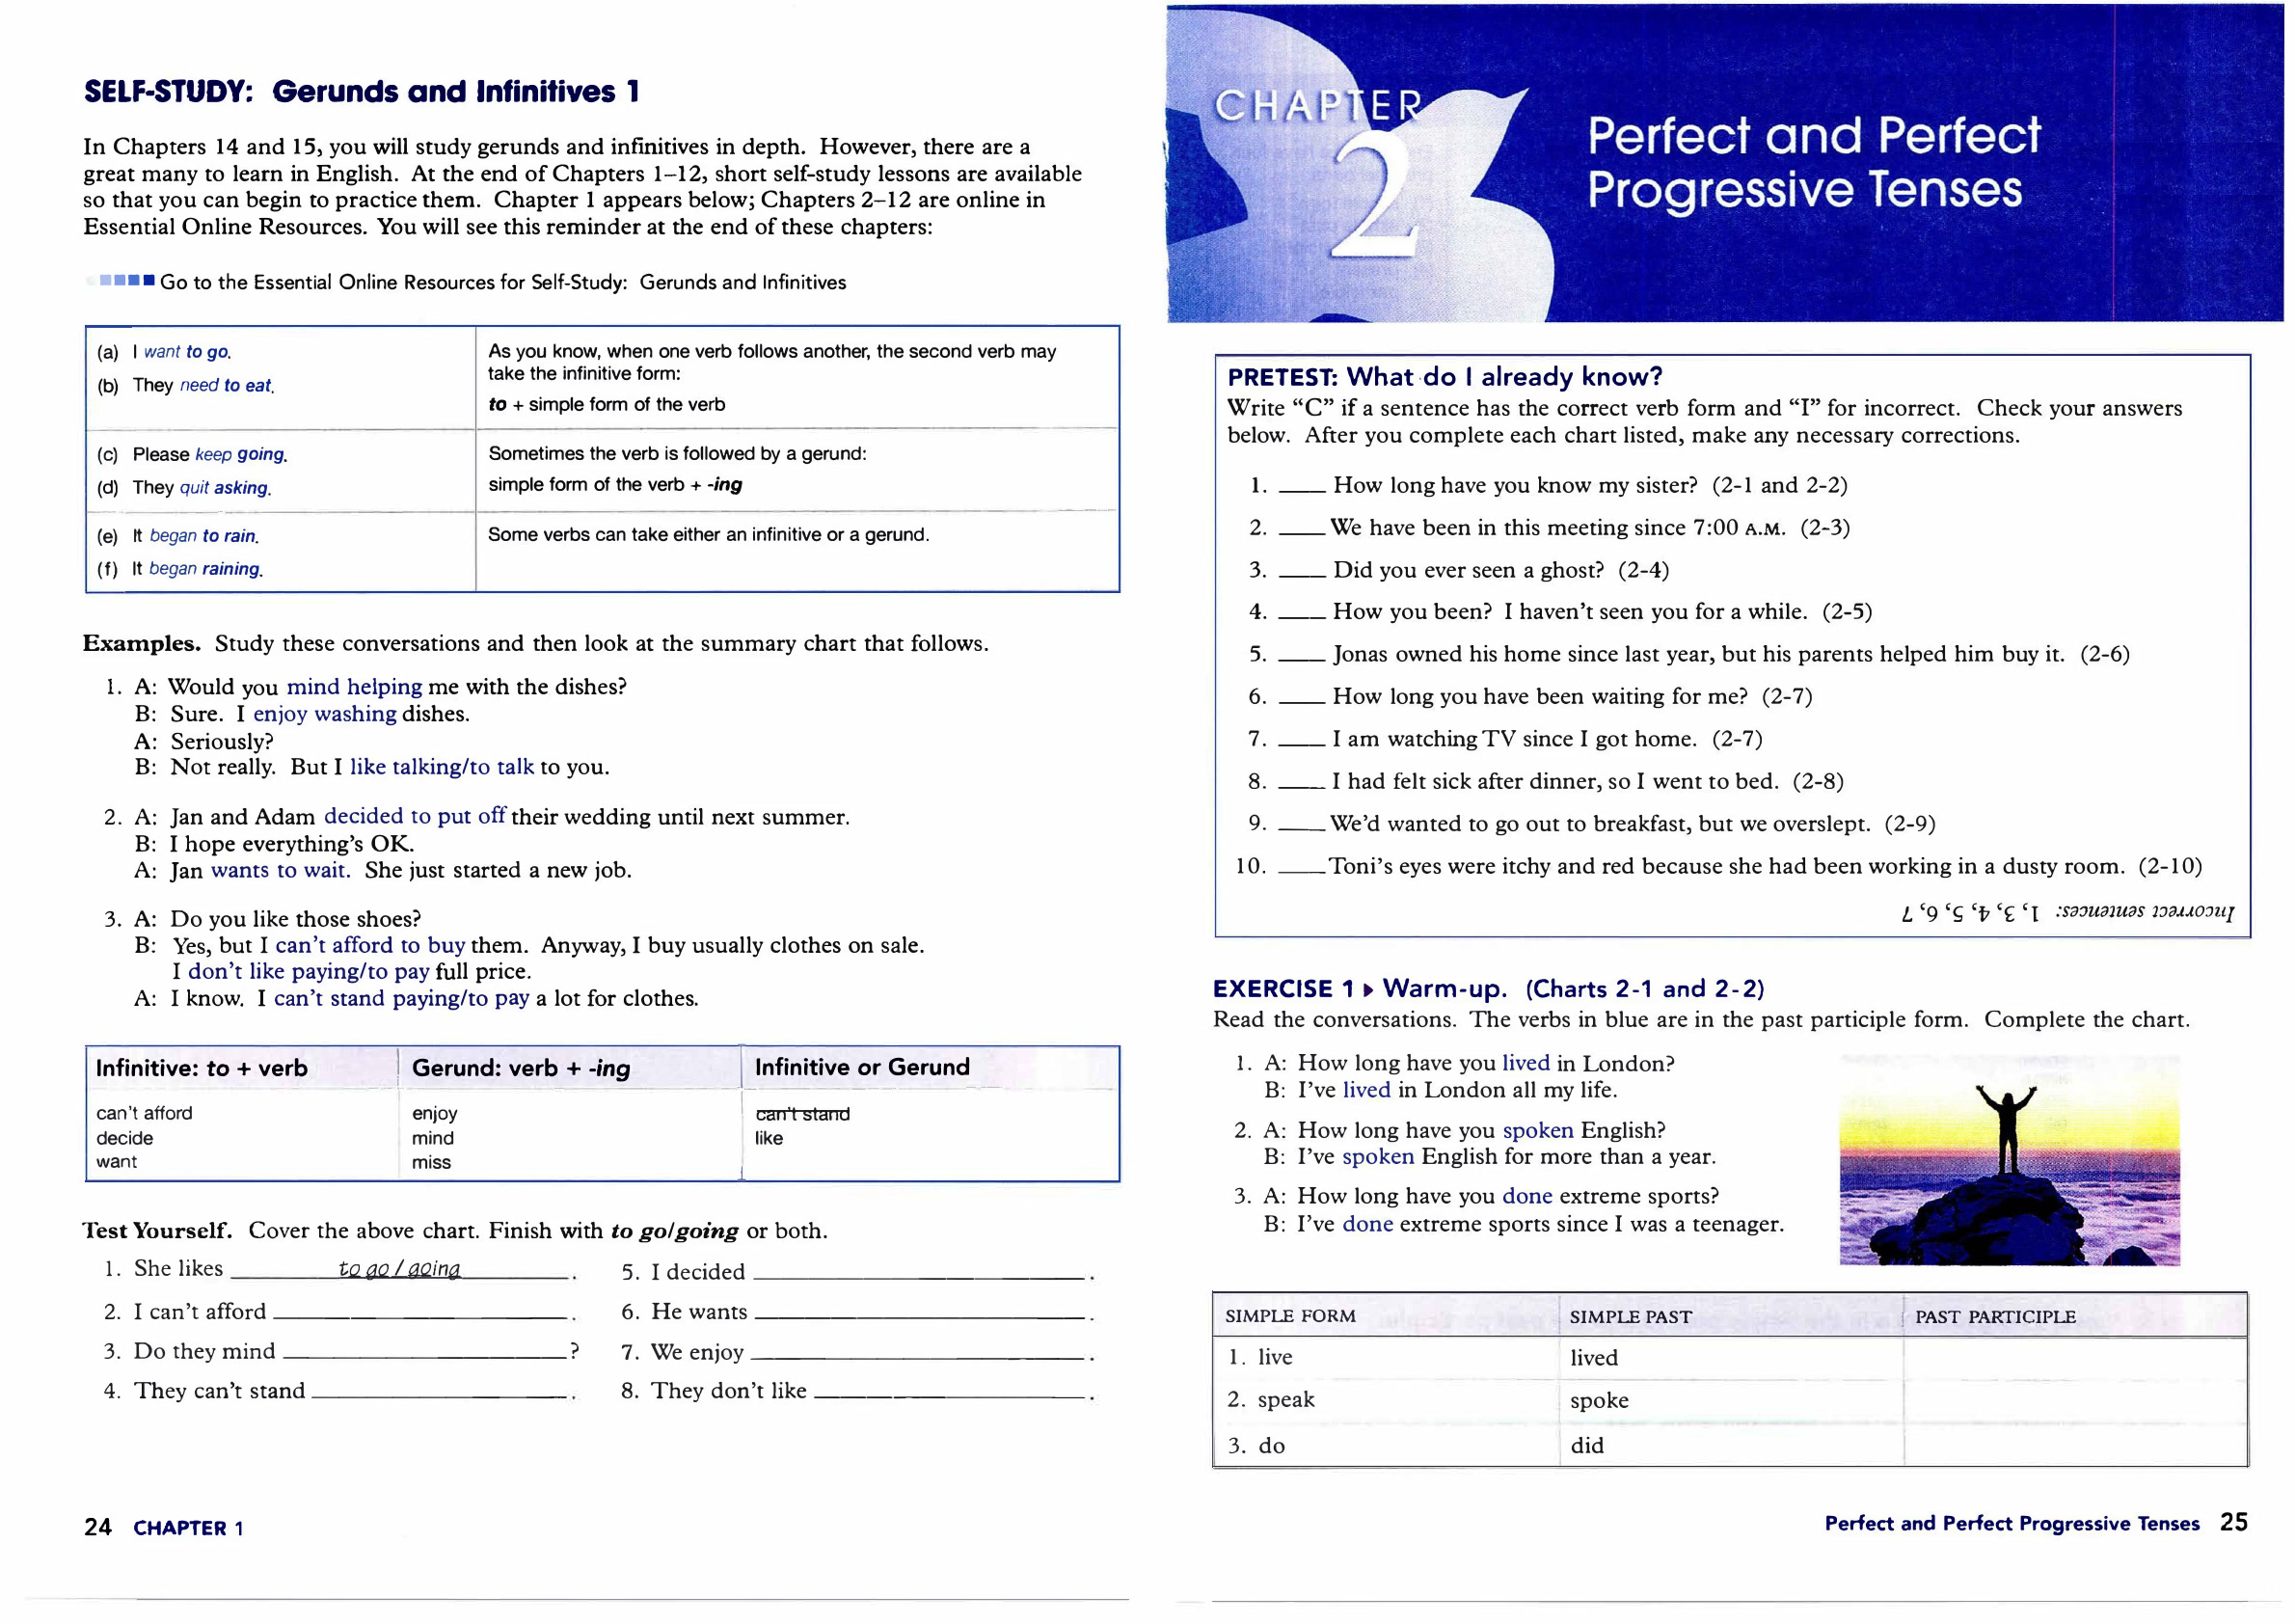 SELF-STUDY: Gerunds and Infinitives 1
In Chapters 14 and 15, you will study gerunds and infinitives in depth. However, there are a
great many to learn in English. At the end of Chapters 1–12, short self-study lessons are available
so that you can begin to practice them. Chapter 1 appears below; Chapters 2–12 are online in
Essential Online Resources. You will see this reminder at the end of these chapters:
Go to the Essential Online Resources for Self-Study: Gerunds and Infinitives
(a) I want to go.
(b) They need to eat.
As you know, when one verb follows another, the second verb may
take the infinitive form:
to + simple form of the verb
(c) Please keep going.
(d) They quit asking.
Sometimes the verb is followed by a gerund:
simple form of the verb + -ing
(e) It began to rain.
(f) It began raining.
Some verbs can take either an infinitive or a gerund.
Examples. Study these conversations and then look at the summary chart that follows.
1. A: Would you mind helping me with the dishes?
B: Sure. I enjoy washing dishes.
A: Seriously?
B: Not really. But I like talking/to talk to you.
2. A: Jan and Adam decided to put off their wedding until next summer.
B: I hope everything's OK.
A: Jan wants to wait. She just started a new job.
3. A: Do you like those shoes?
B: Yes, but I can't afford to buy them. Anyway, I buy usually clothes on sale.
I don't like paying/to pay full price.
A: I know. I can't stand paying/to pay a lot for clothes.
Infinitive: to + verb Gerund: verb + -ing Infinitive or Gerund
can't afford enjoy can't stand
decide mind like
want miss
Test Yourself. Cover the above chart. Finish with to go/going or both.
1. She likes to go / going.
2. I can't afford ______.
3. Do they mind ______?
4. They can't stand ______.
5. I decided ______.
6. He wants ______.
7. We enjoy ______.
8. They don't like ______.
24 CHAPTER 1
CHAPTER
2
Perfect and Perfect
Progressive Tenses
PRETEST: What do I already know?
Write "C" if a sentence has the correct verb form and "I" for incorrect. Check your answers
below. After you complete each chart listed, make any necessary corrections.
1. ___ How long have you know my sister? (2-1 and 2-2)
2. ___ We have been in this meeting since 7:00 A.M. (2-3)
3. ___ Did you ever seen a ghost? (2-4)
4. ___ How you been? I haven't seen you for a while. (2-5)
5. ___ Jonas owned his home since last year, but his parents helped him buy it. (2-6)
6. ___ How long you have been waiting for me? (2-7)
7. ___ I am watching TV since I got home. (2-7)
8. ___ I had felt sick after dinner, so I went to bed. (2-8)
9. ___ We'd wanted to go out to breakfast, but we overslept. (2-9)
10. ___ Toni's eyes were itchy and red because she had been working in a dusty room. (2-10)
Incorrect sentences: 1, 3, 4, 5, 6, 7
EXERCISE 1 ▸ Warm-up. (Charts 2-1 and 2-2)
Read the conversations. The verbs in blue are in the past participle form. Complete the chart.
1. A: How long have you lived in London?
B: I've lived in London all my life.
2. A: How long have you spoken English?
B: I've spoken English for more than a year.
3. A: How long have you done extreme sports?
B: I've done extreme sports since I was a teenager.
SIMPLE FORM SIMPLE PAST PAST PARTICIPLE
1. live lived
2. speak spoke
3. do did
Perfect and Perfect Progressive Tenses 25